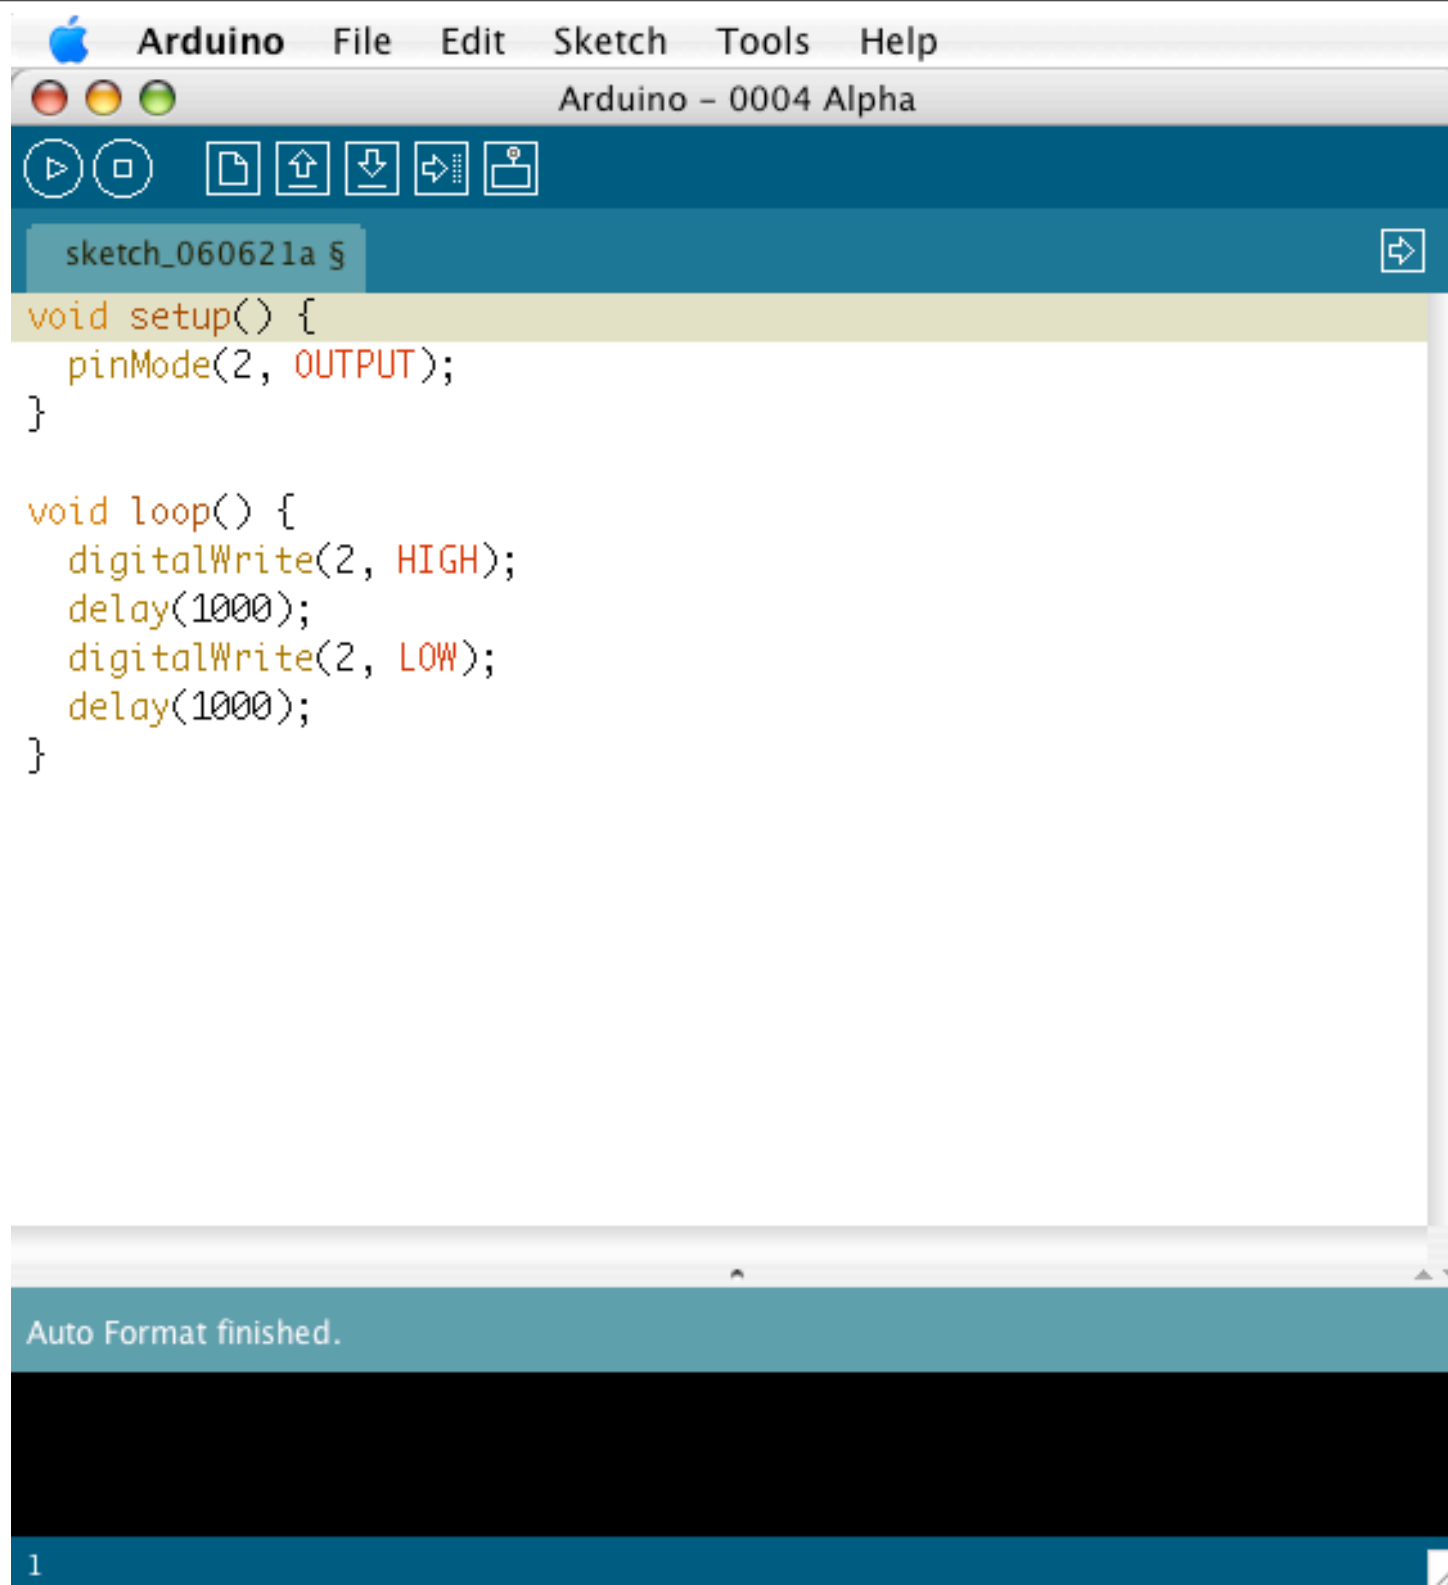 Arduino File Edit Sketch Tools Help
Arduino – 0004 Alpha
sketch_060621a §
void setup() {
  pinMode(2, OUTPUT);
}

void loop() {
  digitalWrite(2, HIGH);
  delay(1000);
  digitalWrite(2, LOW);
  delay(1000);
}
Auto Format finished.
1